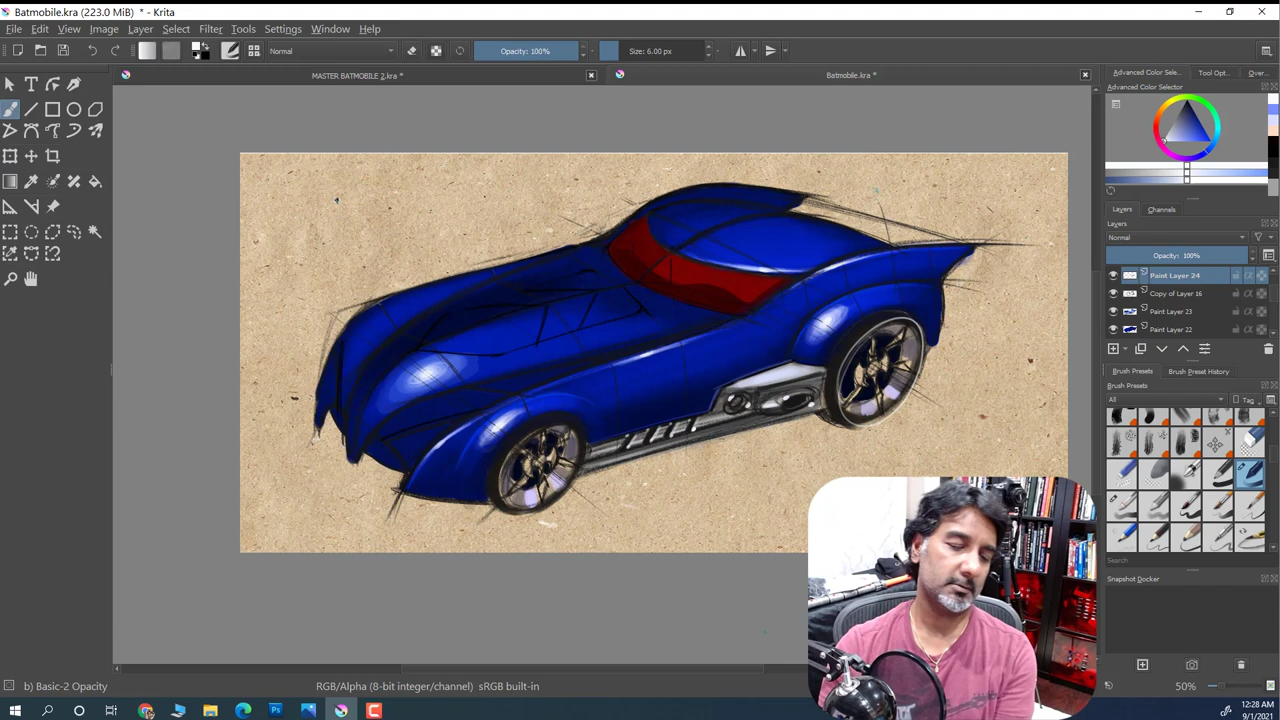 Batmobile.kra (223.0 MiB) * - Krita
File Edit View Image Layer Select Filter Tools Settings Window Help
Normal
Opacity: 100%
Size: 6.00 px
MASTER BATMOBILE 2.kra *
Batmobile.kra *
Advanced Color Sele...
Tool Opt...
Over...
Advanced Color Selector
Layers
Channels
Layers
Normal
Opacity: 100%
Paint Layer 24
Copy of Layer 16
Paint Layer 23
Paint Layer 22
Brush Presets
Brush Preset History
Brush Presets
All
Tag
Search
Snapshot Docker
b) Basic-2 Opacity
RGB/Alpha (8-bit integer/channel) sRGB built-in
50%
12:28 AM
9/1/2021